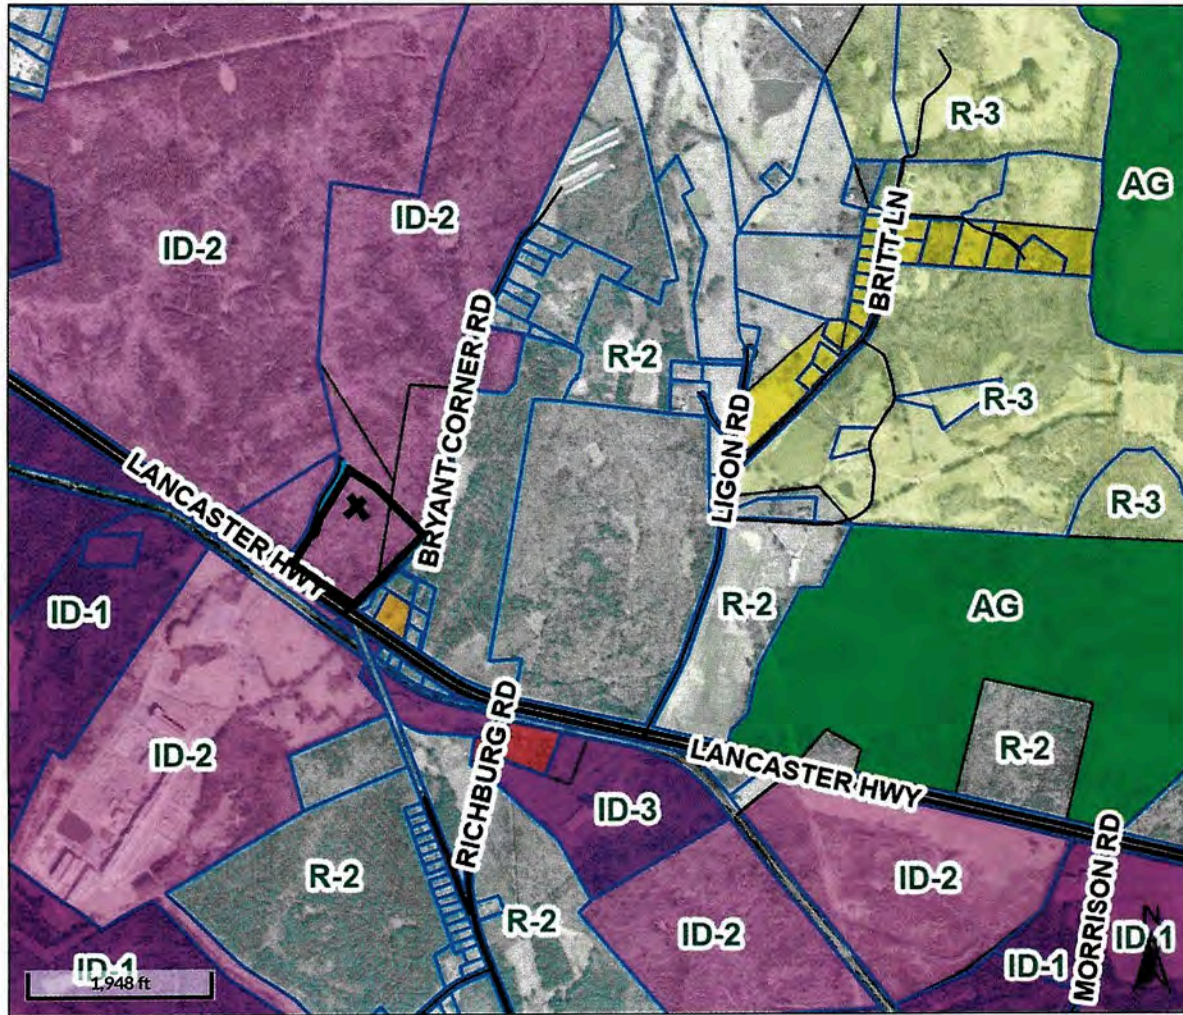 R-3
AG
ID-2
ID-2
BRITT LN
BRYANT CORNER RD
R-2
R-3
LIGON RD
R-3
LANCASTER HWY
ID-1
R-2
AG
ID-2
RICHBURG RD
R-2
LANCASTER HWY
ID-3
R-2
ID-2
MORRISON RD
R-2
ID-2
N
ID-1
ID-1
ID-1
1,948 ft